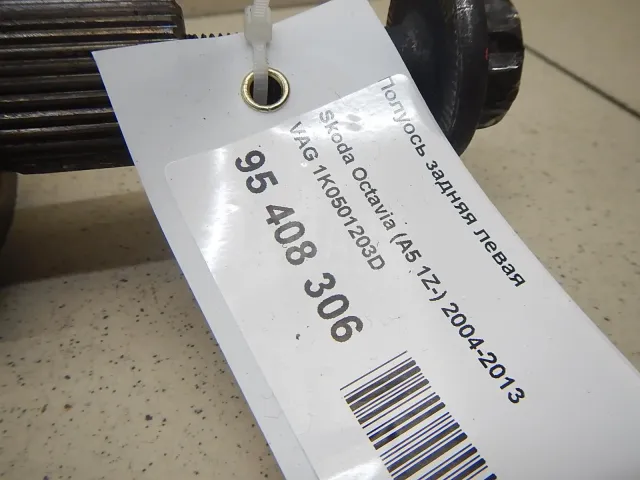 Полуось задняя левая
Skoda Octavia (A5 1Z-) 2004-2013
VAG 1K0501203D
95 408 306